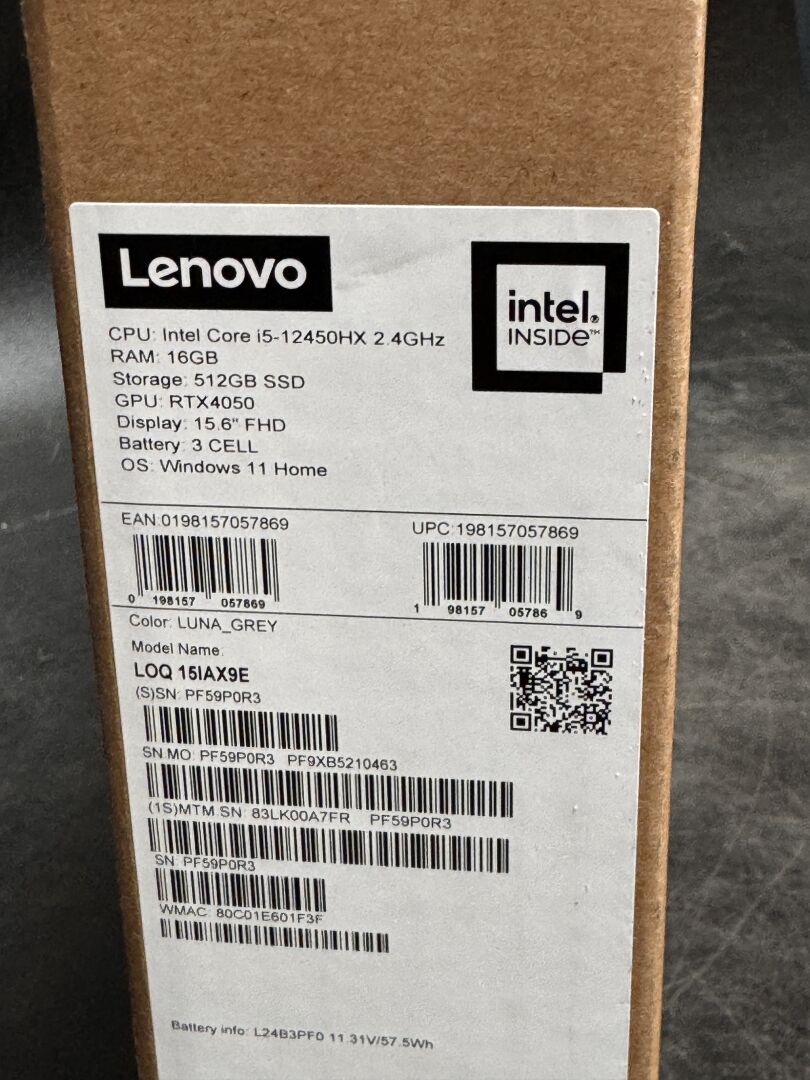 Lenovo
intel.
INSIDE™
CPU: Intel Core i5-12450HX 2.4GHz
RAM: 16GB
Storage: 512GB SSD
GPU: RTX4050
Display: 15.6" FHD
Battery: 3 CELL
OS: Windows 11 Home
EAN:0198157057869
UPC:198157057869
0 198157 057869
1 98157 05786 9
Color: LUNA_GREY
Model Name:
LOQ 15IAX9E
(S)SN: PF59P0R3
SN MO: PF59P0R3 PF9XB5210463
(1S)MTM SN: 83LK00A7FR PF59P0R3
SN: PF59P0R3
WMAC: 80C01E601F3F
Battery info: L24B3PF0 11.31V/57.5Wh